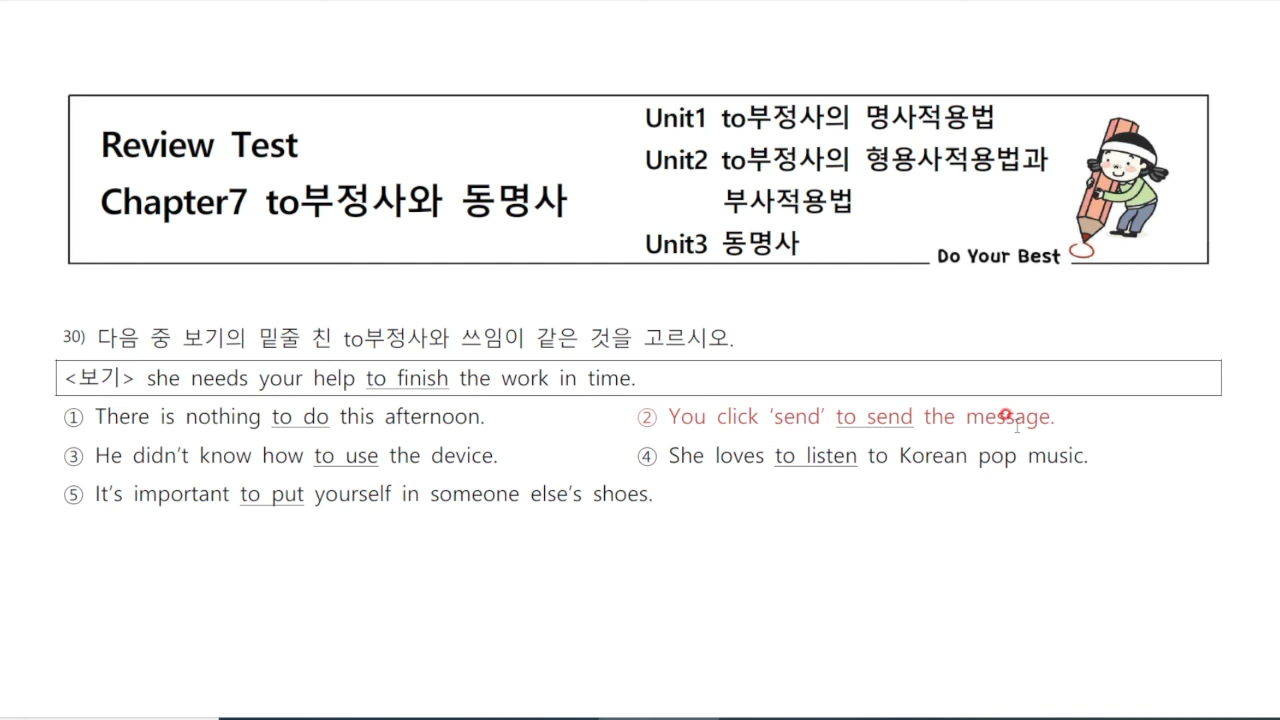 Review Test
Chapter7 to부정사와 동명사
Unit1 to부정사의 명사적용법
Unit2 to부정사의 형용사적용법과
부사적용법
Unit3 동명사
Do Your Best
30) 다음 중 보기의 밑줄 친 to부정사와 쓰임이 같은 것을 고르시오.
<보기> she needs your help to finish the work in time.
① There is nothing to do this afternoon. ② You click ‘send’ to send the message.
③ He didn’t know how to use the device. ④ She loves to listen to Korean pop music.
⑤ It’s important to put yourself in someone else’s shoes.